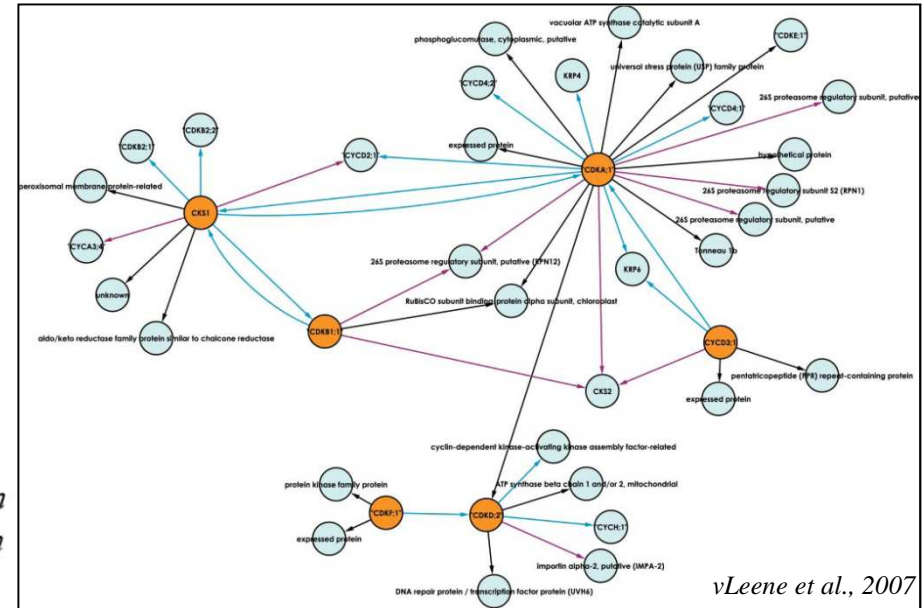 vacuolar ATP synthase catalytic subunit A
phosphoglucomutase, cytoplasmic, putative
"CDKE;1"
universal stress protein (USP) family protein
"CYCD4;2"
KRP4
26S proteasome regulatory subunit, putative
"CYCD4;1"
"CDKB2;2"
"CDKB2;1"
"CYCD2;1"
expressed protein
hypothetical protein
"CDKA;1"
peroxisomal membrane protein-related
26S proteasome regulatory subunit S2 (RPN1)
CKS1
26S proteasome regulatory subunit, putative
"CYCA3;4"
Tonneau 1b
26S proteasome regulatory subunit, putative (RPN12)
KRP6
unknown
RuBisCO subunit binding protein alpha subunit, chloroplast
"CDKB1;1"
aldo/keto reductase family protein similar to chalcone reductase
CYCD3;1
pentatricopeptide (PPR) repeat-containing protein
CKS2
expressed protein
cyclin-dependent kinase-activating kinase assembly factor-related
protein kinase family protein
ATP synthase beta chain 1 and/or 2, mitochondrial
"CDKF;1"
"CDKD;2"
"CYCH;1"
expressed protein
importin alpha-2, putative (IMPA-2)
DNA repair protein / transcription factor protein (UVH6)
vLeene et al., 2007